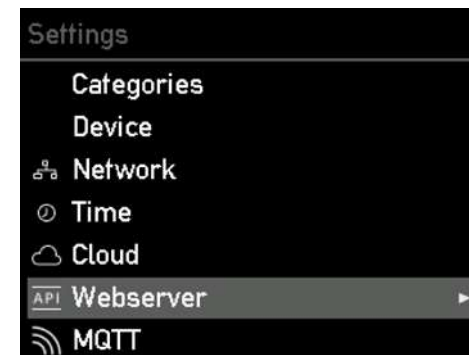 Settings
Categories
Device
Network
Time
Cloud
API Webserver
MQTT